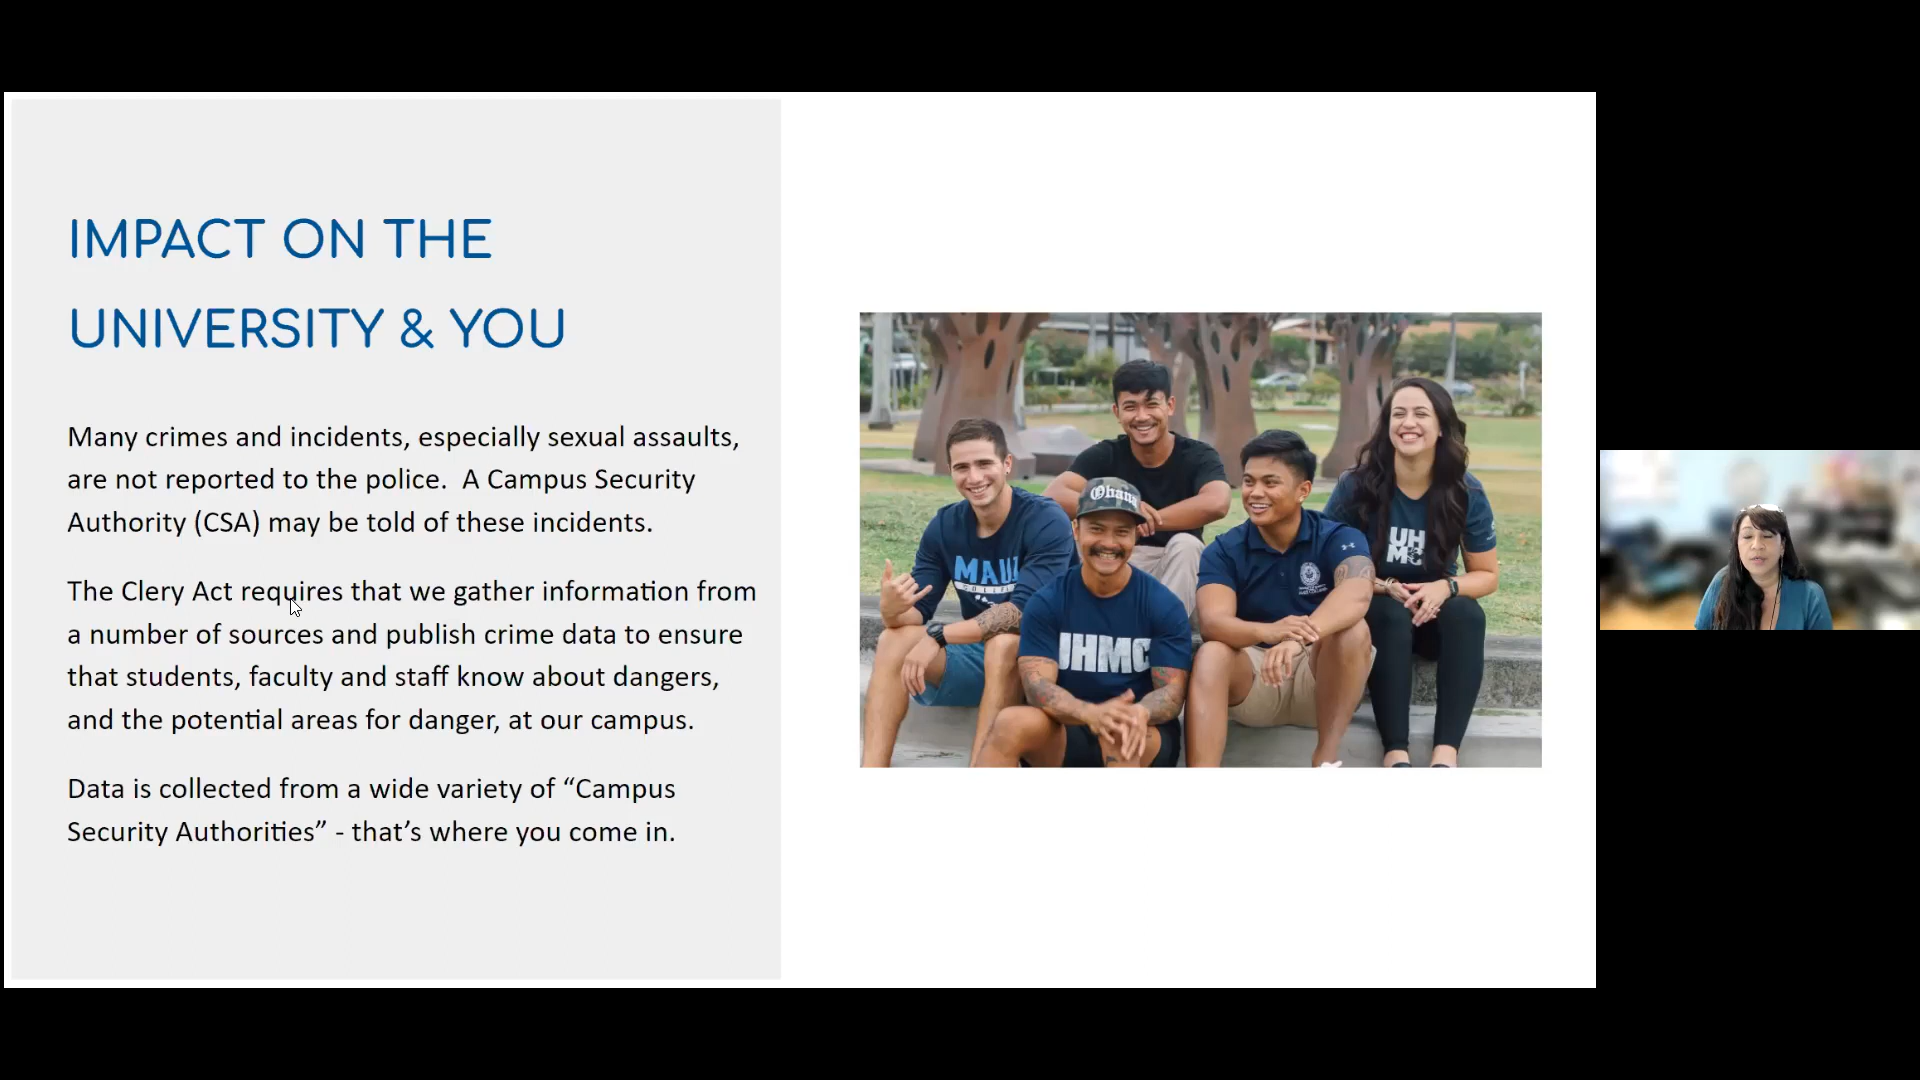 IMPACT ON THE
UNIVERSITY & YOU
Many crimes and incidents, especially sexual assaults,
are not reported to the police.  A Campus Security
Authority (CSA) may be told of these incidents.
The Clery Act requires that we gather information from
a number of sources and publish crime data to ensure
that students, faculty and staff know about dangers,
and the potential areas for danger, at our campus.
Data is collected from a wide variety of “Campus
Security Authorities” - that’s where you come in.
Ohana
MAUI
UH
MC
UHMC